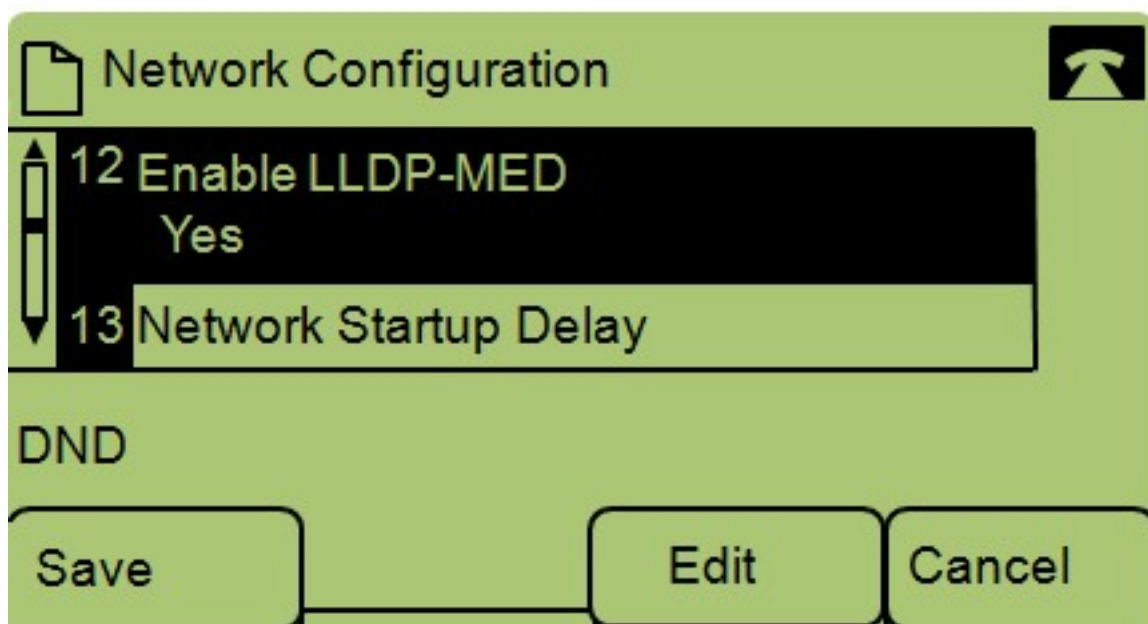 Network Configuration
12 Enable LLDP-MED
Yes
13 Network Startup Delay
DND
Save Edit Cancel